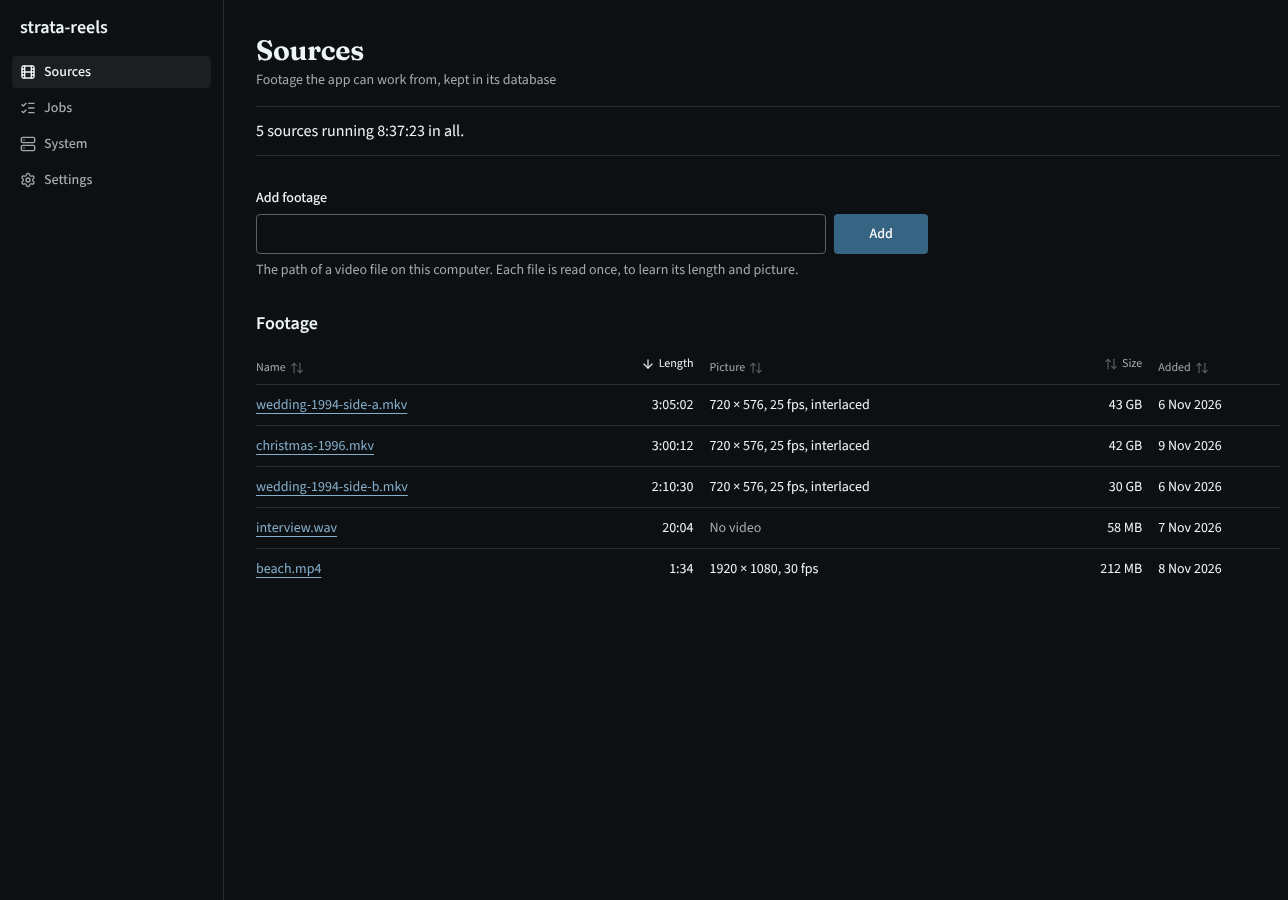 strata-reels
Sources
Jobs
System
Settings
Sources
Footage the app can work from, kept in its database
5 sources running 8:37:23 in all.
Add footage
Add
The path of a video file on this computer. Each file is read once, to learn its length and picture.
Footage
Name Length Picture Size Added
wedding-1994-side-a.mkv 3:05:02 720 × 576, 25 fps, interlaced 43 GB 6 Nov 2026
christmas-1996.mkv 3:00:12 720 × 576, 25 fps, interlaced 42 GB 9 Nov 2026
wedding-1994-side-b.mkv 2:10:30 720 × 576, 25 fps, interlaced 30 GB 6 Nov 2026
interview.wav 20:04 No video 58 MB 7 Nov 2026
beach.mp4 1:34 1920 × 1080, 30 fps 212 MB 8 Nov 2026